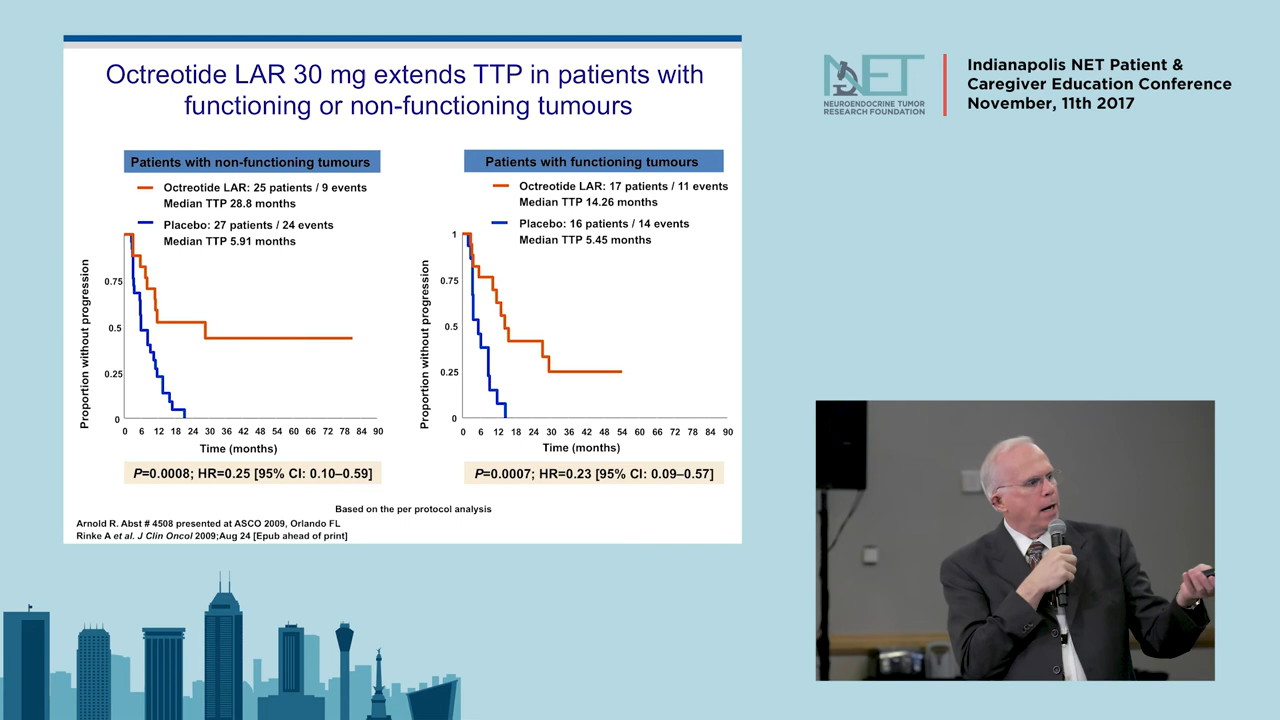 Octreotide LAR 30 mg extends TTP in patients with
functioning or non-functioning tumours
Patients with non-functioning tumours
Octreotide LAR: 25 patients / 9 events
Median TTP 28.8 months
Placebo: 27 patients / 24 events
Median TTP 5.91 months
Proportion without progression
0.75
0.5
0.25
0
0 6 12 18 24 30 36 42 48 54 60 66 72 78 84 90
Time (months)
P=0.0008; HR=0.25 [95% CI: 0.10–0.59]
Patients with functioning tumours
Octreotide LAR: 17 patients / 11 events
Median TTP 14.26 months
Placebo: 16 patients / 14 events
Median TTP 5.45 months
Proportion without progression
1
0.75
0.5
0.25
0
0 6 12 18 24 30 36 42 48 54 60 66 72 78 84 90
Time (months)
P=0.0007; HR=0.23 [95% CI: 0.09–0.57]
Based on the per protocol analysis
Arnold R. Abst # 4508 presented at ASCO 2009, Orlando FL
Rinke A et al. J Clin Oncol 2009;Aug 24 [Epub ahead of print]
NET
NEUROENDOCRINE TUMOR
RESEARCH FOUNDATION
Indianapolis NET Patient &
Caregiver Education Conference
November, 11th 2017